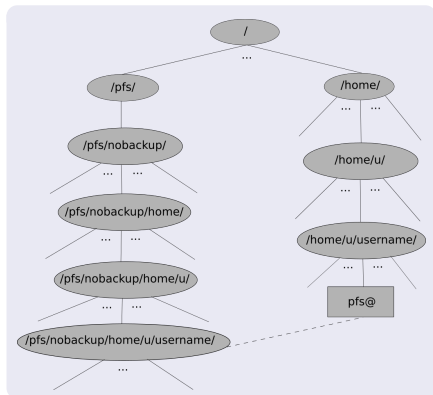 /
...
/pfs/
/home/
... ...
/pfs/nobackup/
... ...
/home/u/
... ...
/pfs/nobackup/home/
... ...
/home/u/username/
... ...
/pfs/nobackup/home/u/
... ...
pfs@
/pfs/nobackup/home/u/username/
...